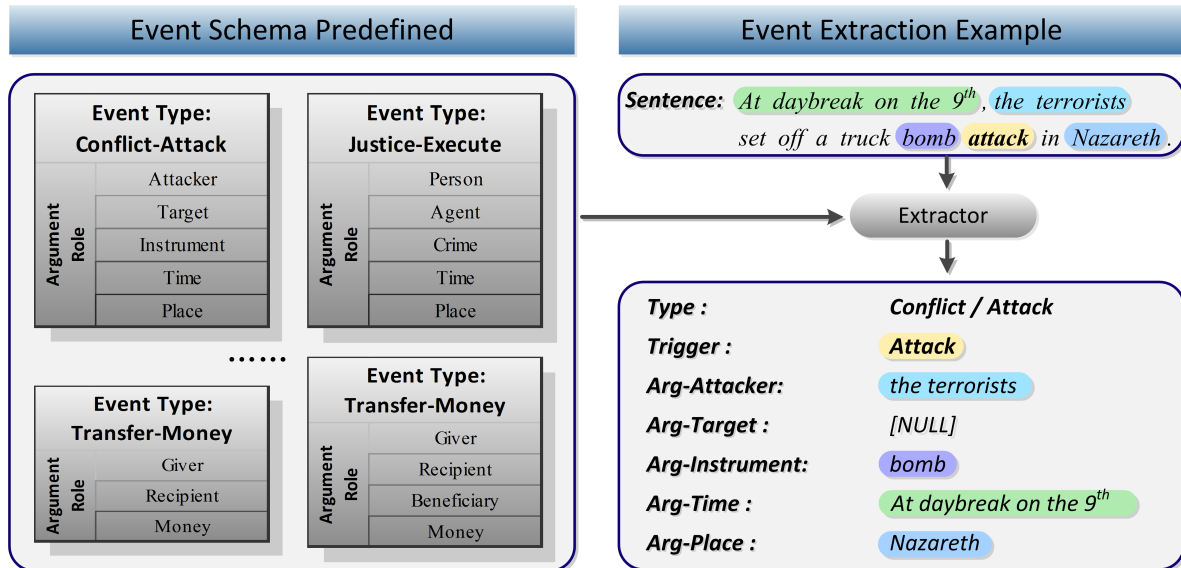 Event Schema Predefined
Event Type:
Conflict-Attack
Argument Role
Attacker
Target
Instrument
Time
Place
Event Type:
Justice-Execute
Argument Role
Person
Agent
Crime
Time
Place
......
Event Type:
Transfer-Money
Argument Role
Giver
Recipient
Money
Event Type:
Transfer-Money
Argument Role
Giver
Recipient
Beneficiary
Money
Event Extraction Example
Sentence: At daybreak on the 9th, the terrorists
set off a truck bomb attack in Nazareth.
Extractor
Type : Conflict / Attack
Trigger : Attack
Arg-Attacker: the terrorists
Arg-Target : [NULL]
Arg-Instrument: bomb
Arg-Time : At daybreak on the 9th
Arg-Place : Nazareth